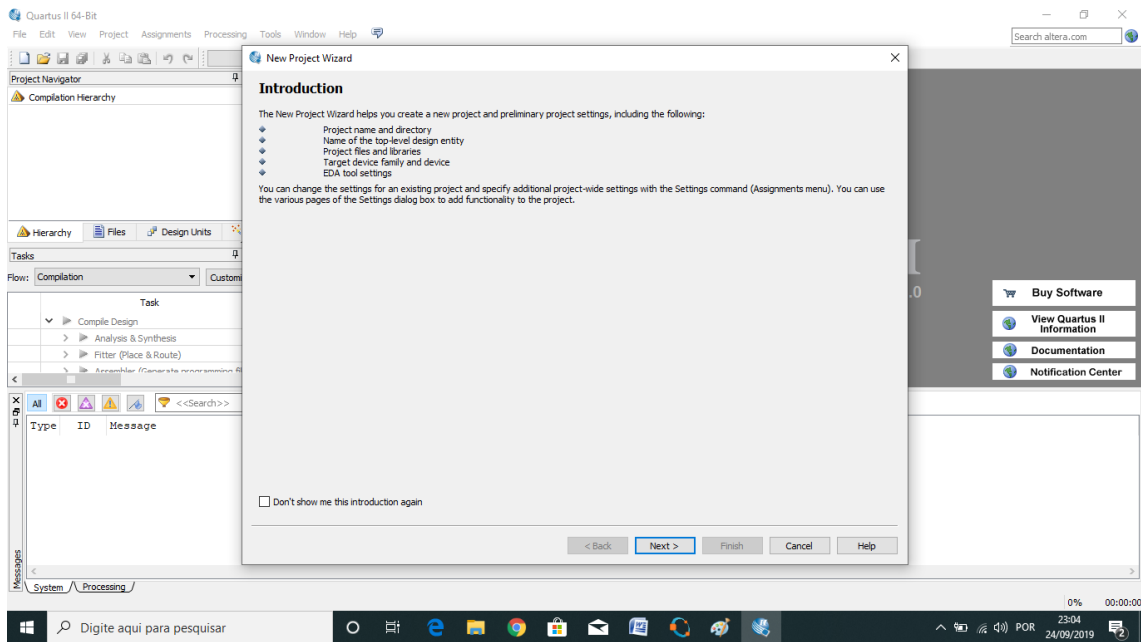 Quartus II 64-Bit
File Edit View Project Assignments Processing Tools Window Help
Search altera.com
Project Navigator
Compilation Hierarchy
Hierarchy Files Design Units
Tasks
Flow: Compilation Customi
Task
Compile Design
Analysis & Synthesis
Fitter (Place & Route)
Assembler (Generate programming fi
New Project Wizard
Introduction
The New Project Wizard helps you create a new project and preliminary project settings, including the following:
Project name and directory
Name of the top-level design entity
Project files and libraries
Target device family and device
EDA tool settings
You can change the settings for an existing project and specify additional project-wide settings with the Settings command (Assignments menu). You can use
the various pages of the Settings dialog box to add functionality to the project.
Don't show me this introduction again
< Back Next > Finish Cancel Help
I
.0
Buy Software
View Quartus II
Information
Documentation
Notification Center
All <<Search>>
Type ID Message
Messages
System Processing
0% 00:00:00
Digite aqui para pesquisar
POR
23:04
24/09/2019
2